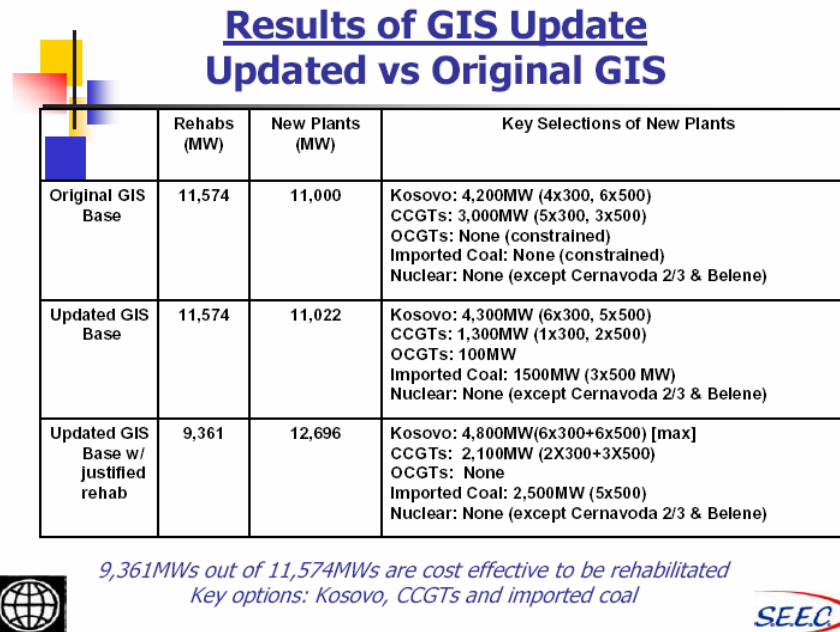 Results of GIS Update
Updated vs Original GIS
Rehabs
(MW)
New Plants
(MW)
Key Selections of New Plants
Original GIS
Base
11,574
11,000
Kosovo: 4,200MW (4x300, 6x500)
CCGTs: 3,000MW (5x300, 3x500)
OCGTs: None (constrained)
Imported Coal: None (constrained)
Nuclear: None (except Cernavoda 2/3 & Belene)
Updated GIS
Base
11,574
11,022
Kosovo: 4,300MW (6x300, 5x500)
CCGTs: 1,300MW (1x300, 2x500)
OCGTs: 100MW
Imported Coal: 1500MW (3x500 MW)
Nuclear: None (except Cernavoda 2/3 & Belene)
Updated GIS
Base w/
justified
rehab
9,361
12,696
Kosovo: 4,800MW(6x300+6x500) [max]
CCGTs: 2,100MW (2X300+3X500)
OCGTs: None
Imported Coal: 2,500MW (5x500)
Nuclear: None (except Cernavoda 2/3 & Belene)
9,361MWs out of 11,574MWs are cost effective to be rehabilitated
Key options: Kosovo, CCGTs and imported coal
S.E.E.C.